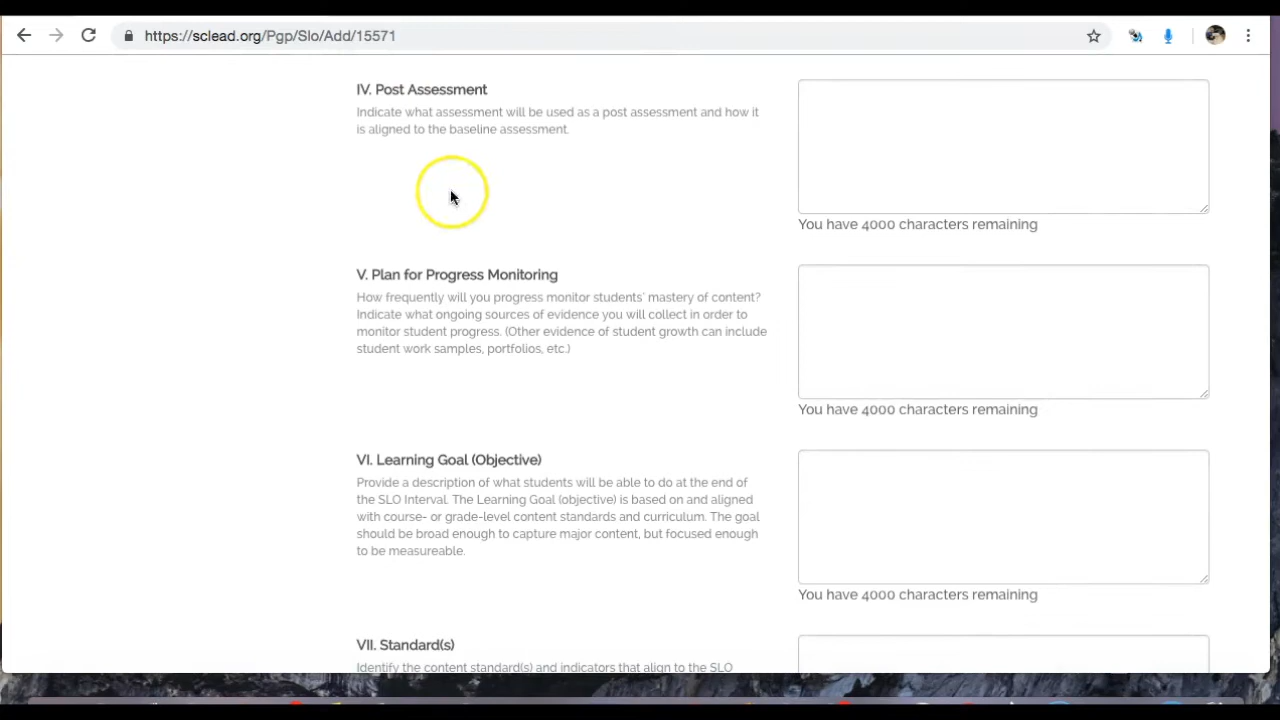 https://sclead.org/Pgp/Slo/Add/15571
IV. Post Assessment
Indicate what assessment will be used as a post assessment and how it
is aligned to the baseline assessment.
You have 4000 characters remaining
V. Plan for Progress Monitoring
How frequently will you progress monitor students' mastery of content?
Indicate what ongoing sources of evidence you will collect in order to
monitor student progress. (Other evidence of student growth can include
student work samples, portfolios, etc.)
You have 4000 characters remaining
VI. Learning Goal (Objective)
Provide a description of what students will be able to do at the end of
the SLO Interval. The Learning Goal (objective) is based on and aligned
with course- or grade-level content standards and curriculum. The goal
should be broad enough to capture major content, but focused enough
to be measureable.
You have 4000 characters remaining
VII. Standard(s)
Identify the content standard(s) and indicators that align to the SLO